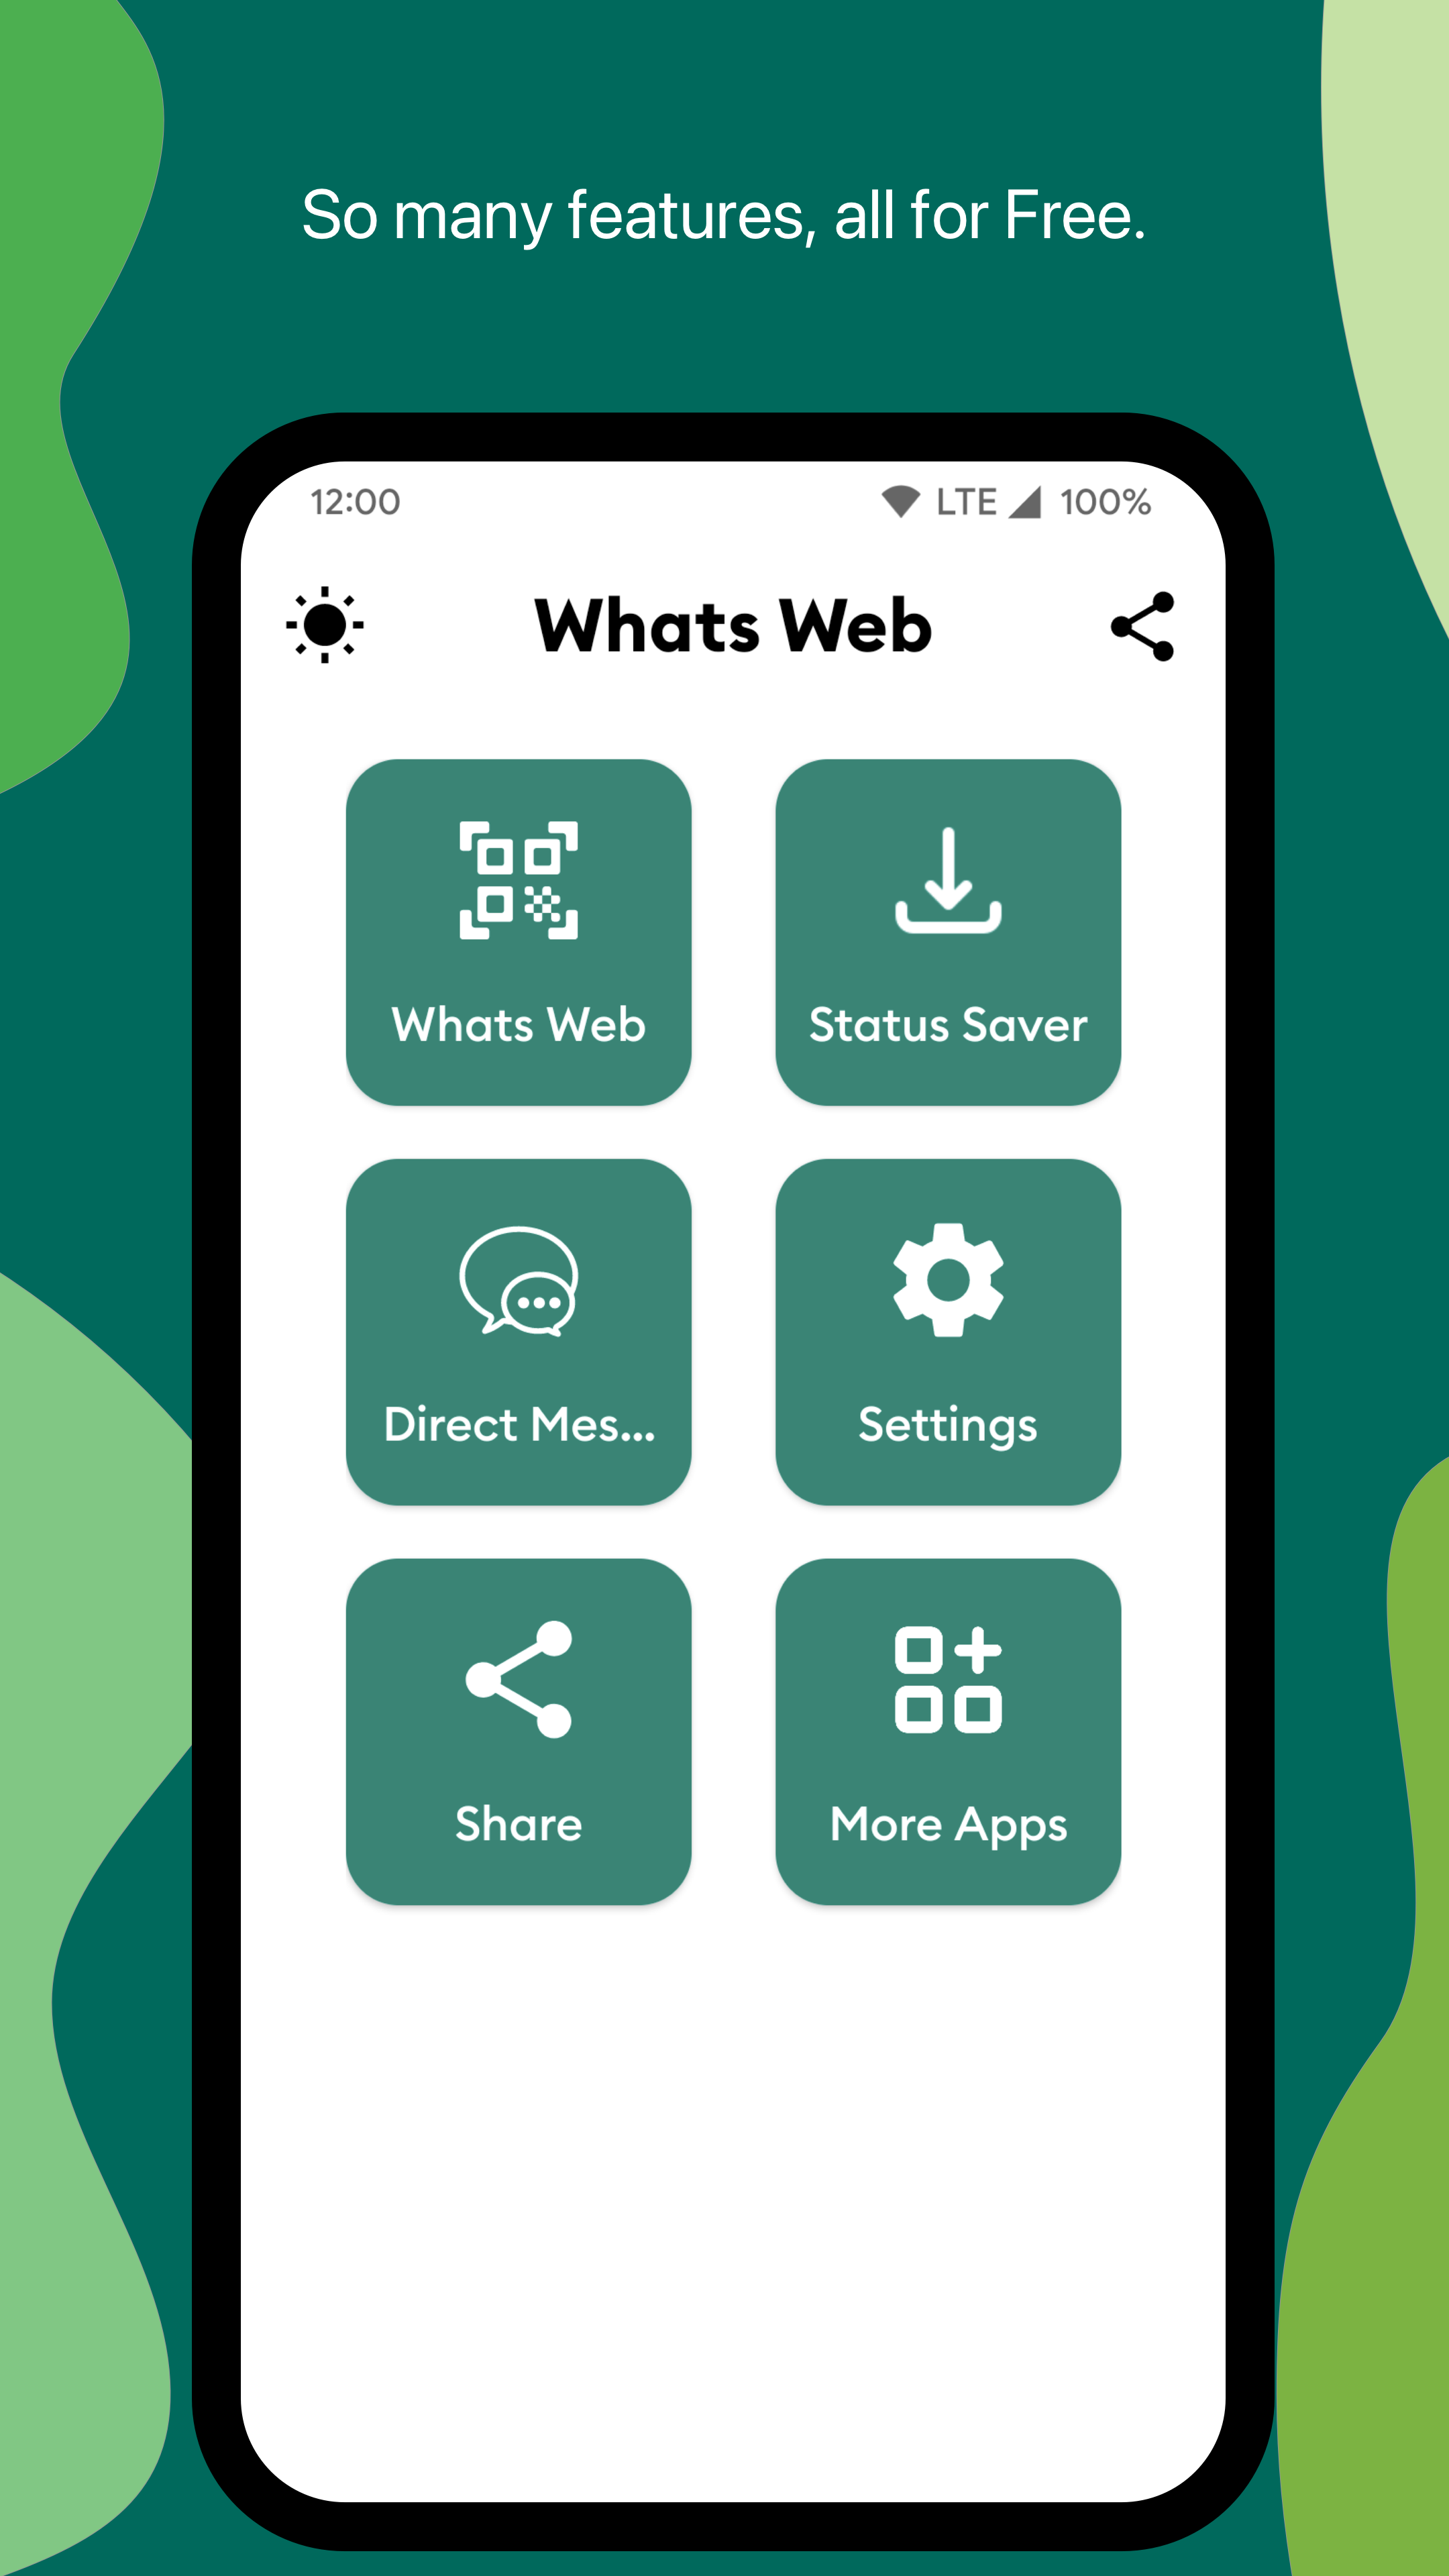 So many features, all for Free.
12:00 LTE 100%
Whats Web
Whats Web
Status Saver
Direct Mes...
Settings
Share
More Apps